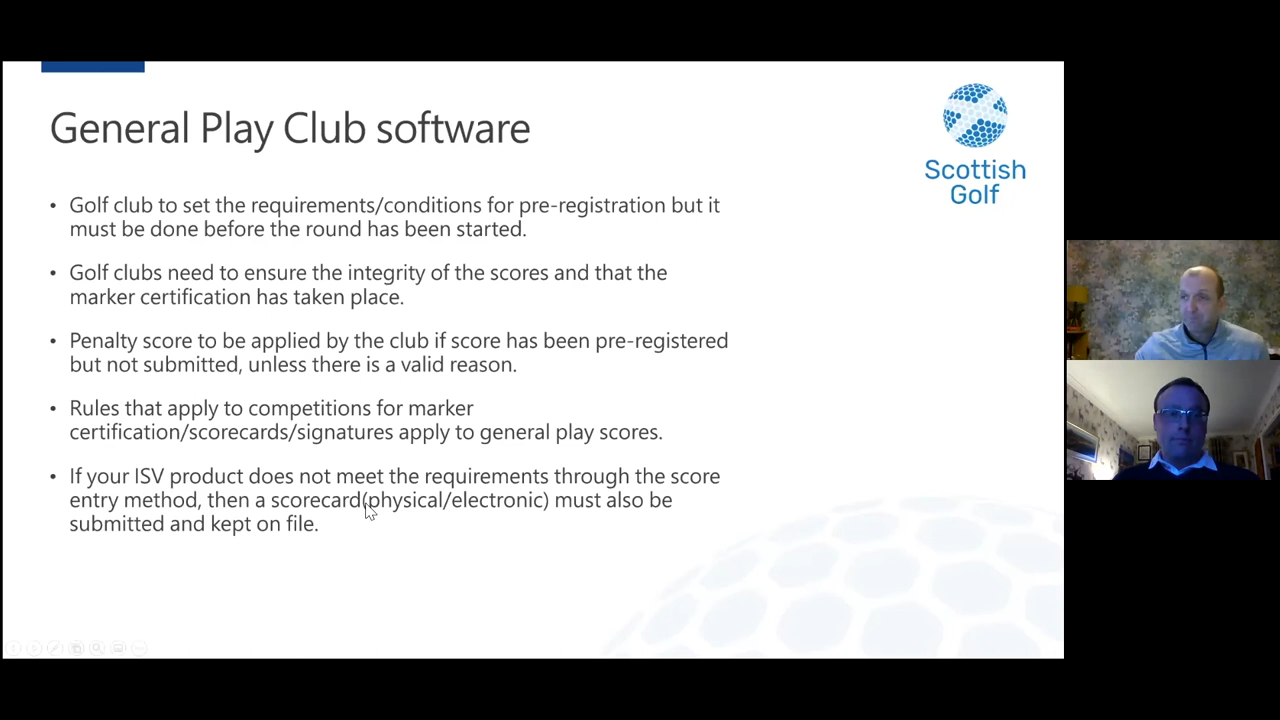 General Play Club software
Scottish
Golf
• Golf club to set the requirements/conditions for pre-registration but it
must be done before the round has been started.
• Golf clubs need to ensure the integrity of the scores and that the
marker certification has taken place.
• Penalty score to be applied by the club if score has been pre-registered
but not submitted, unless there is a valid reason.
• Rules that apply to competitions for marker
certification/scorecards/signatures apply to general play scores.
• If your ISV product does not meet the requirements through the score
entry method, then a scorecard(physical/electronic) must also be
submitted and kept on file.